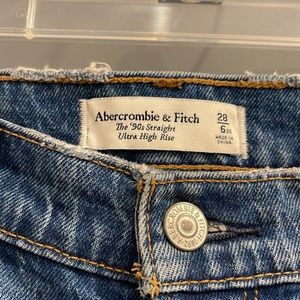 Abercrombie & Fitch
The '90s Straight
Ultra High Rise
28
6
MADE IN
CHINA